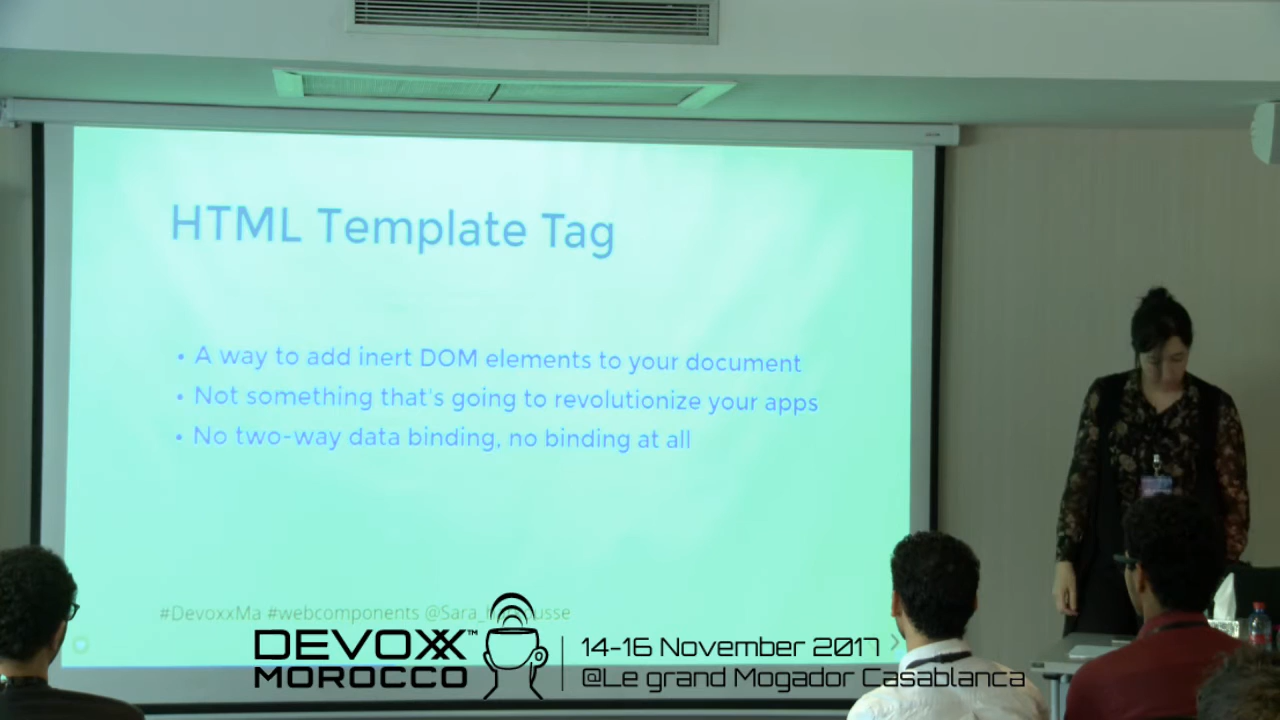 HTML Template Tag
• A way to add inert DOM elements to your document
• Not something that's going to revolutionize your apps
• No two-way data binding, no binding at all
#DevoxxMa #webcomponents
DEVOXX™
MOROCCO
14-16 November 2017
@Le grand Mogador Casablanca